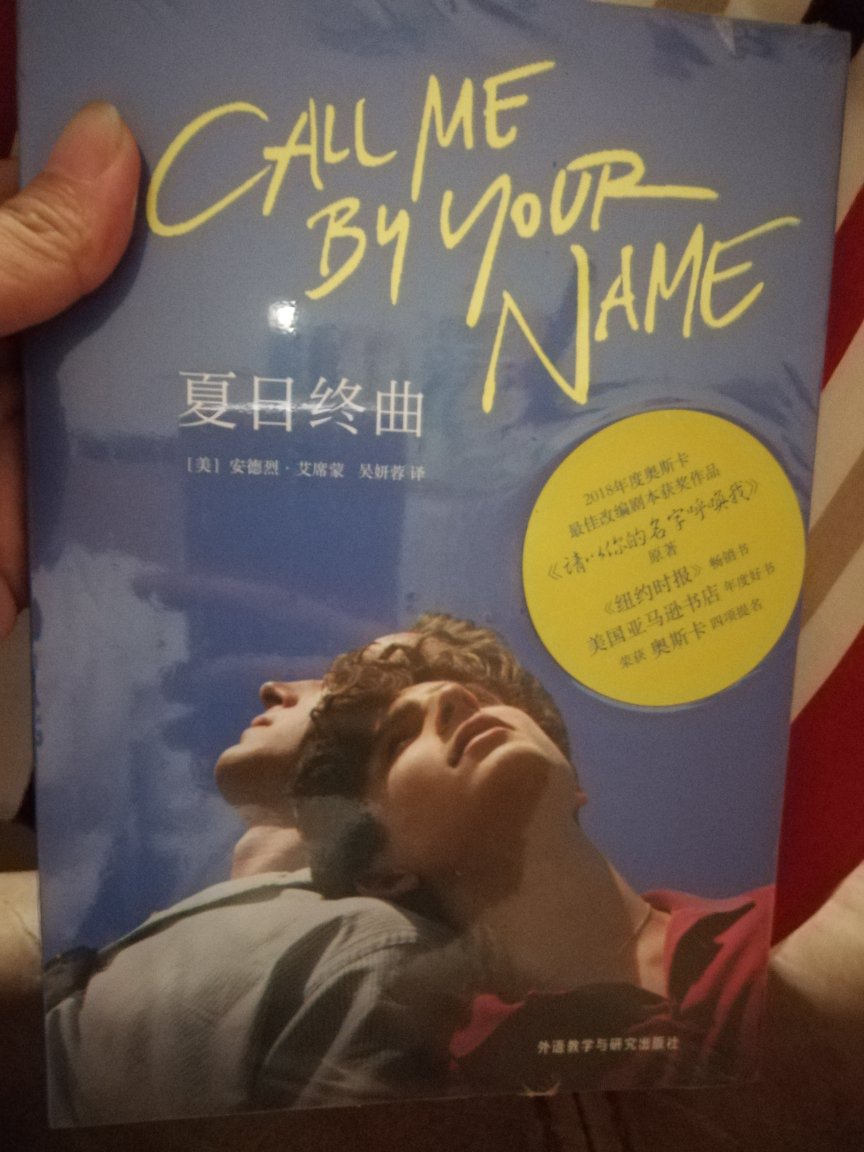 CALL ME
BY YOUR
NAME
夏日终曲
［美］安德烈·艾席蒙 吴妍蓉 译
2018年度奥斯卡
最佳改编剧本获奖作品
《请以你的名字呼唤我》
原著
《纽约时报》畅销书
美国亚马逊书店 年度好书
荣获 奥斯卡 四项提名
外语教学与研究出版社